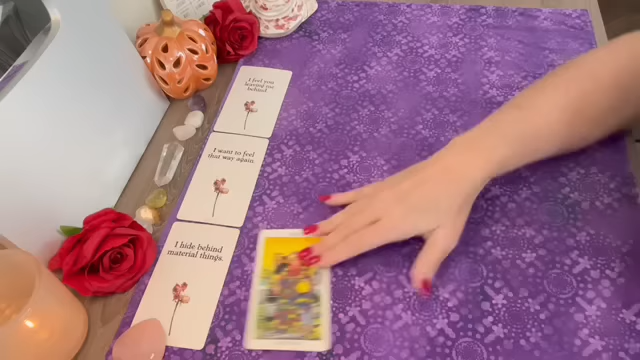 I feel you
leaving me
behind.
I want to feel
that way again.
I hide behind
material things.